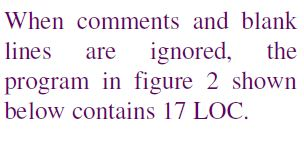 When comments and blank
lines are ignored, the
program in figure 2 shown
below contains 17 LOC.